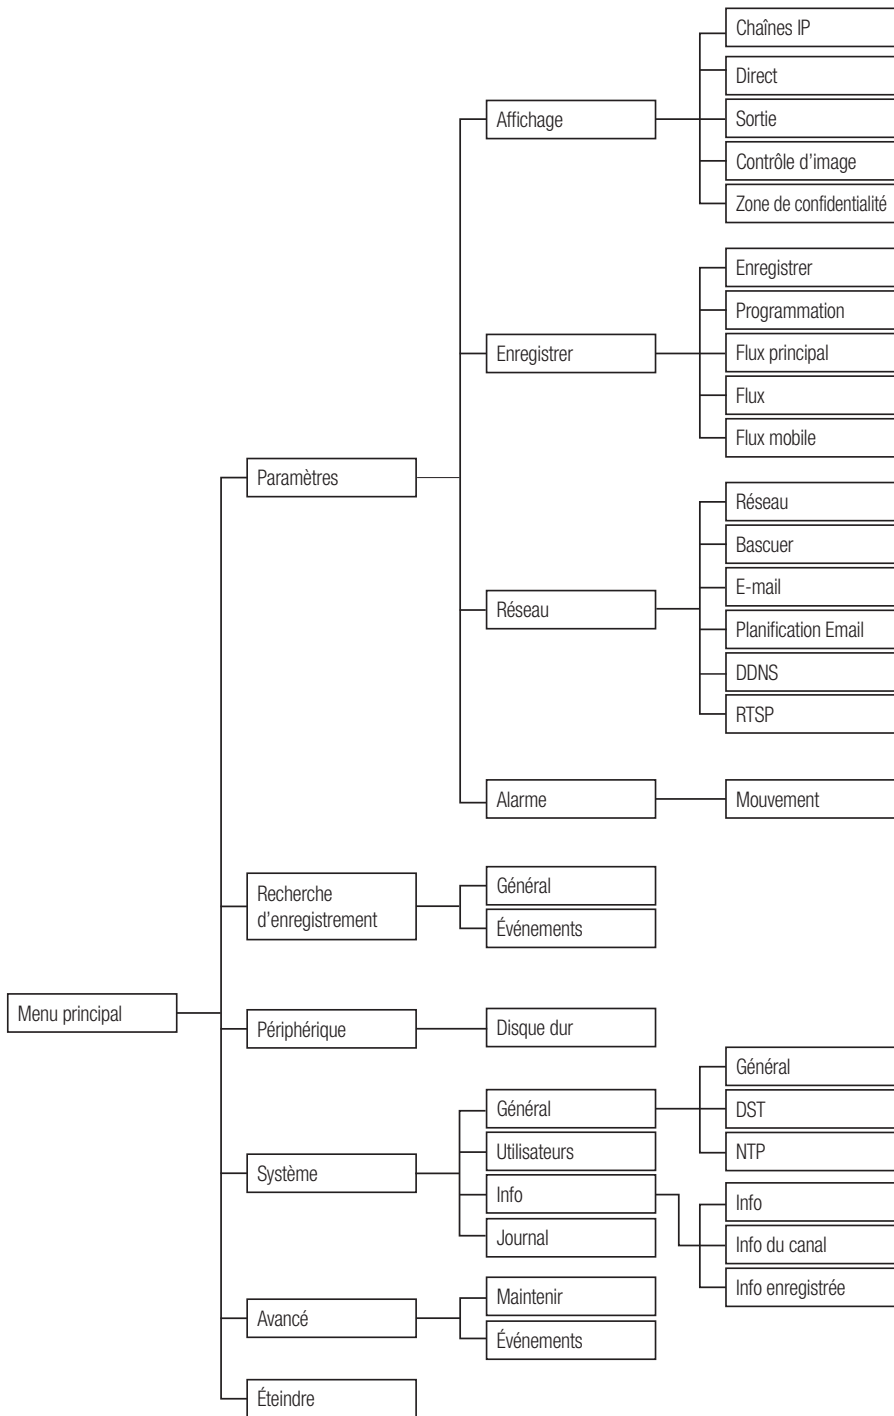 Chaînes IP
Direct
Affichage
Sortie
Contrôle d'image
Zone de confidentialité
Enregistrer
Programmation
Enregistrer
Flux principal
Flux
Flux mobile
Paramètres
Réseau
Bascuer
E-mail
Réseau
Planification Email
DDNS
RTSP
Alarme
Mouvement
Recherche
d'enregistrement
Général
Événements
Menu principal
Périphérique
Disque dur
Général
Général
DST
Utilisateurs
NTP
Système
Info
Info
Journal
Info du canal
Info enregistrée
Maintenir
Avancé
Événements
Éteindre